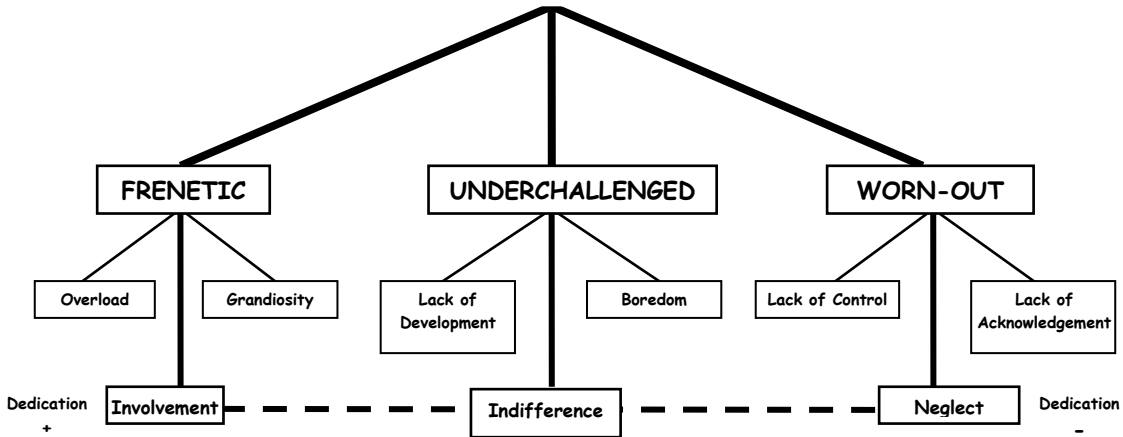 FRENETIC
UNDERCHALLENGED
WORN-OUT
Overload
Grandiosity
Lack of
Development
Boredom
Lack of Control
Lack of
Acknowledgement
Dedication
+
Involvement
Indifference
Neglect
Dedication
-